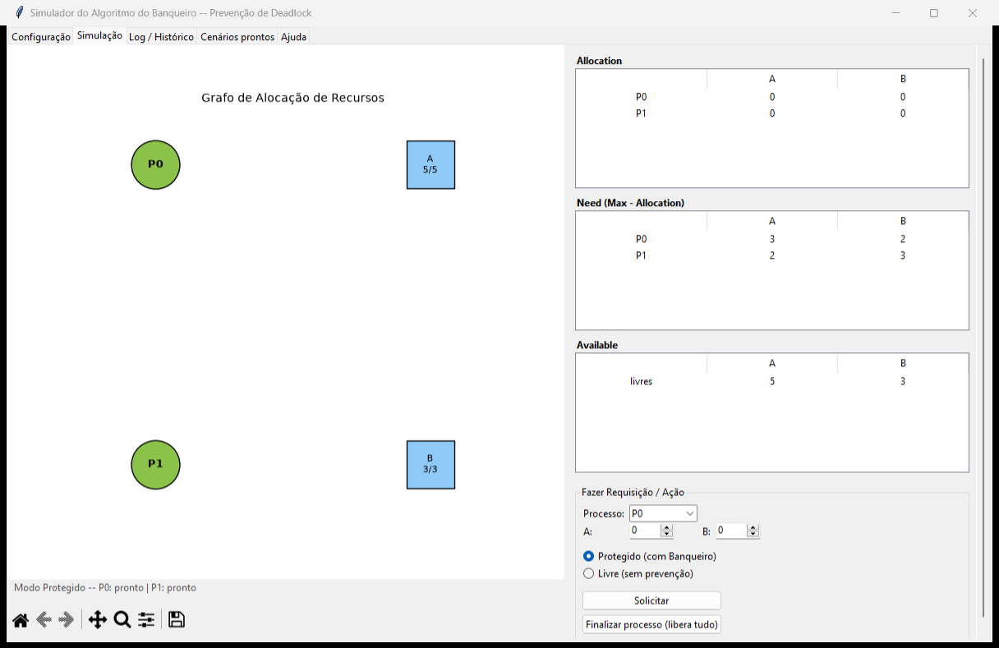 Simulador do Algoritmo do Banqueiro -- Prevenção de Deadlock
Configuração Simulação Log / Histórico Cenários prontos Ajuda
Grafo de Alocação de Recursos
P0
A
5/5
P1
B
3/3
Modo Protegido -- P0: pronto | P1: pronto
Allocation
A B
P0 0 0
P1 0 0
Need (Max - Allocation)
A B
P0 3 2
P1 2 3
Available
A B
livres 5 3
Fazer Requisição / Ação
Processo: P0
A: 0 B: 0
Protegido (com Banqueiro)
Livre (sem prevenção)
Solicitar
Finalizar processo (libera tudo)